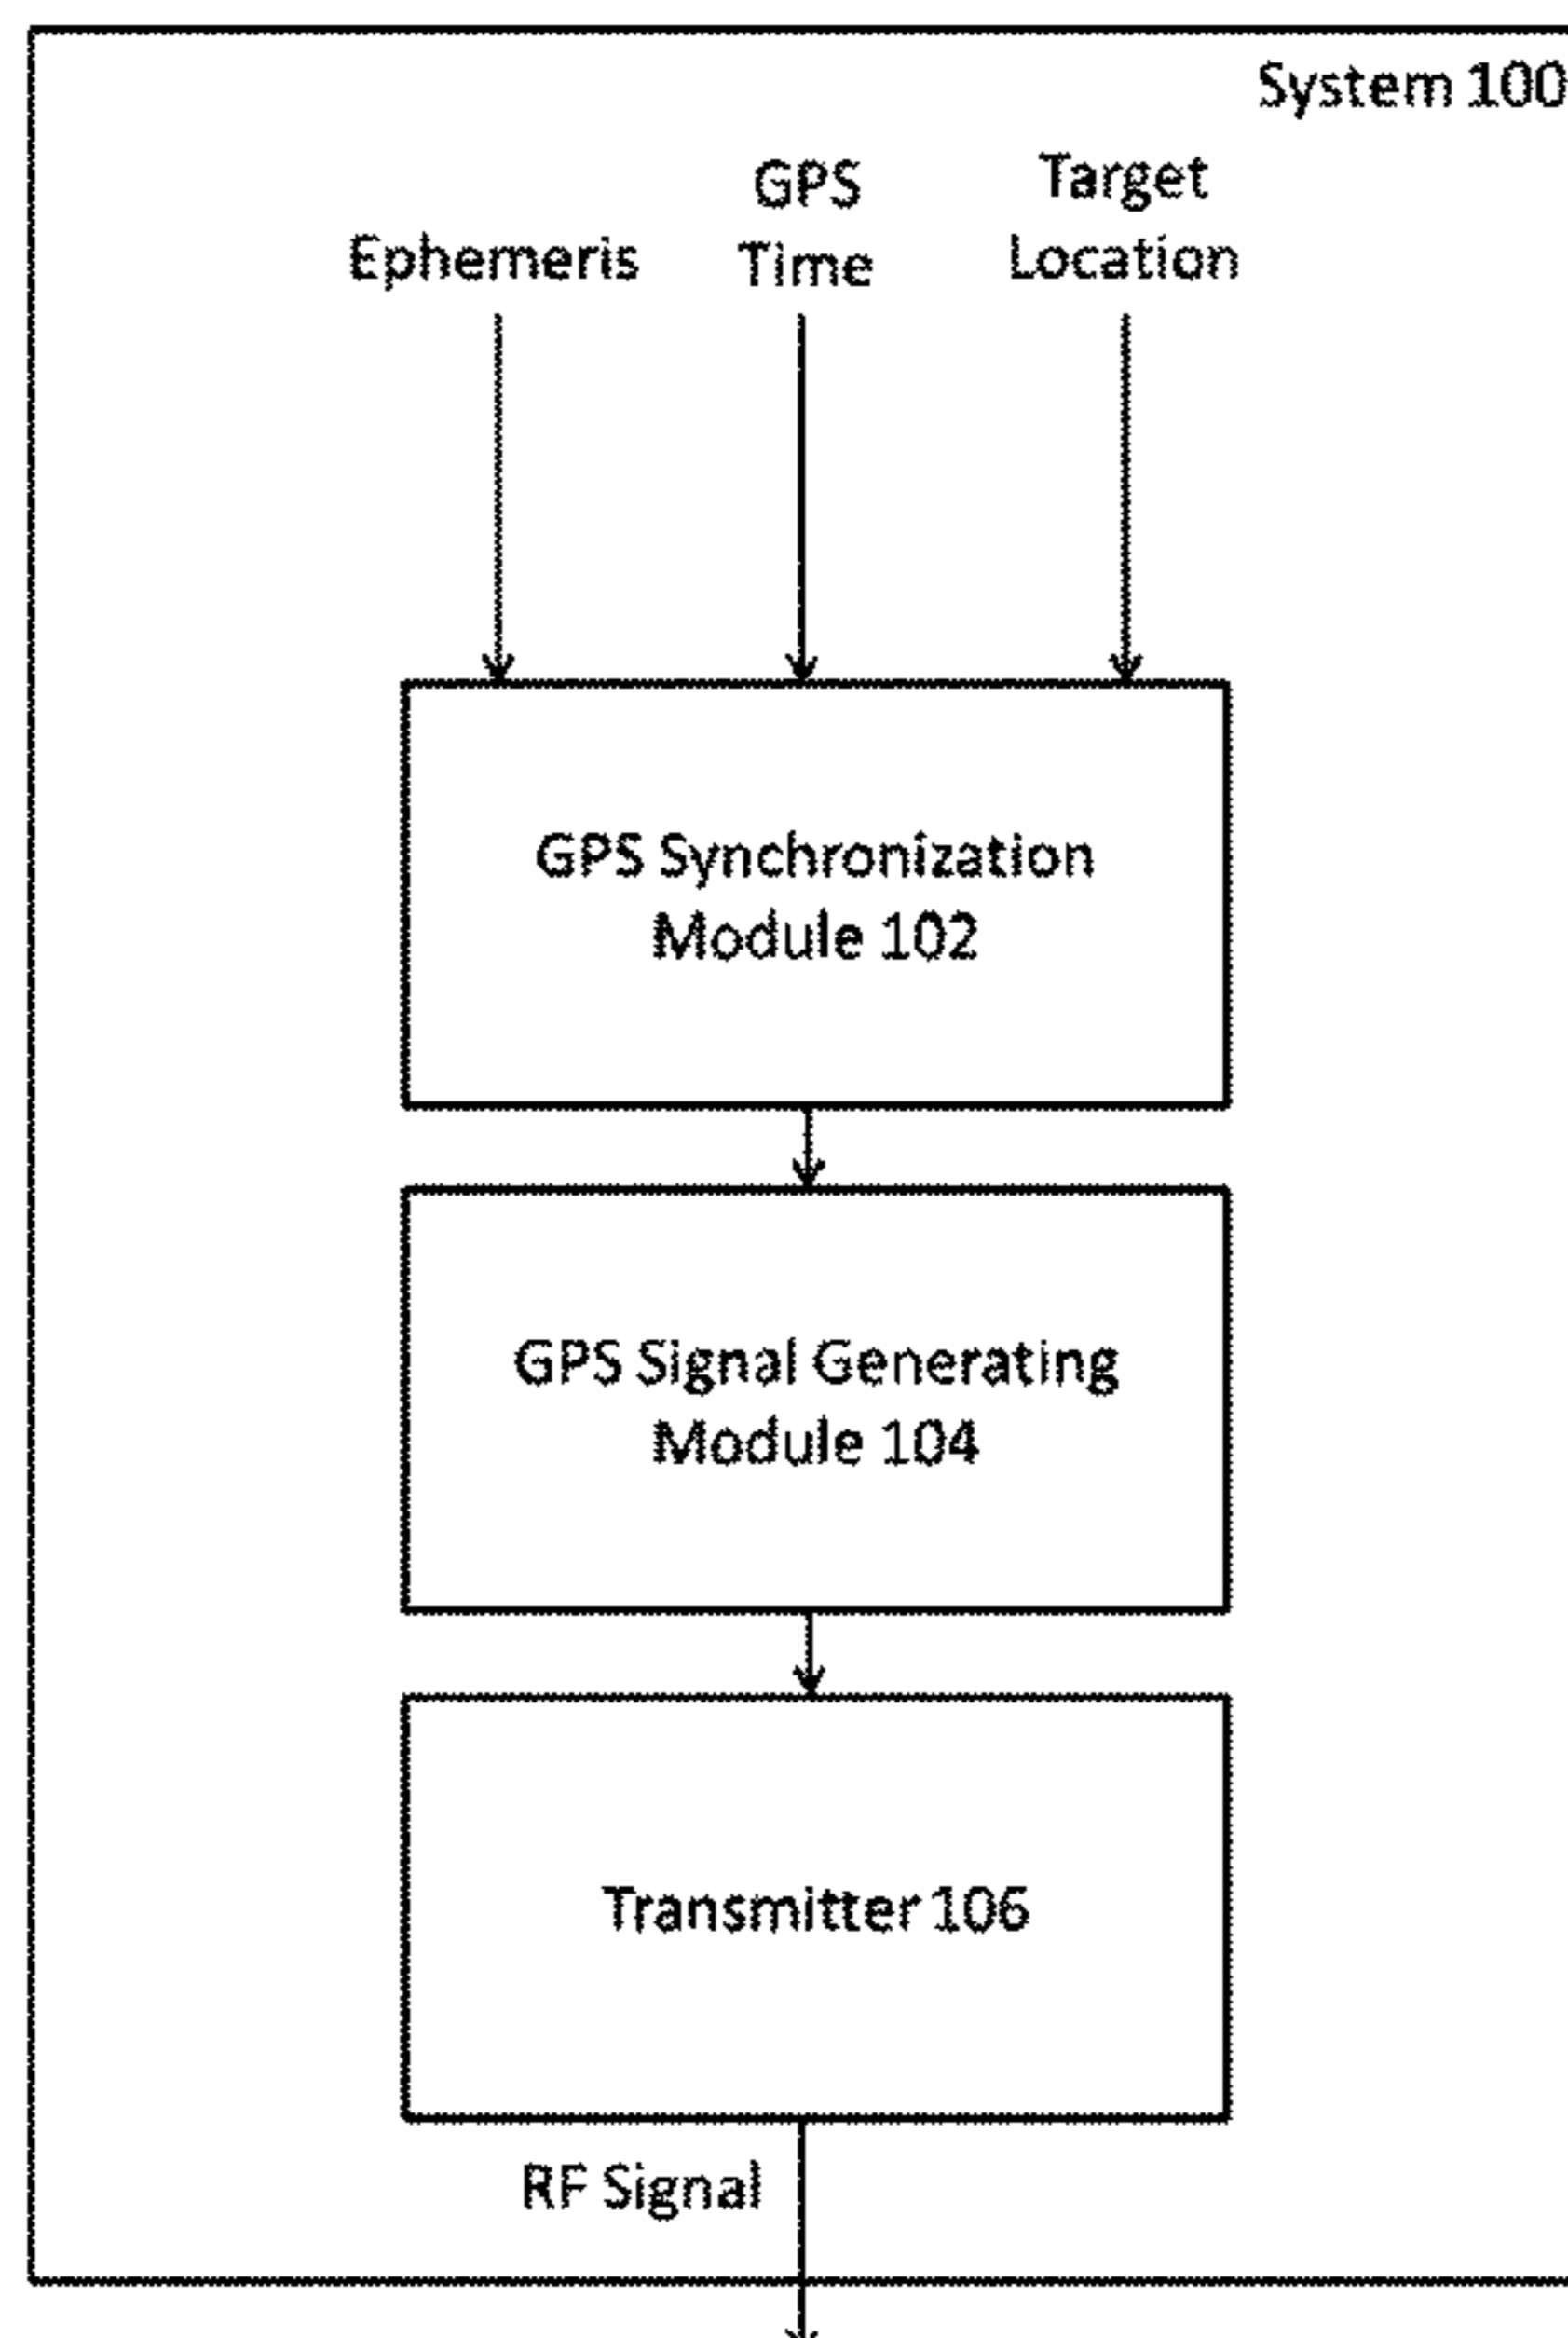 System 100
Ephemeris
GPS
Time
Target
Location
GPS Synchronization
Module 102
GPS Signal Generating
Module 104
Transmitter 106
RF Signal